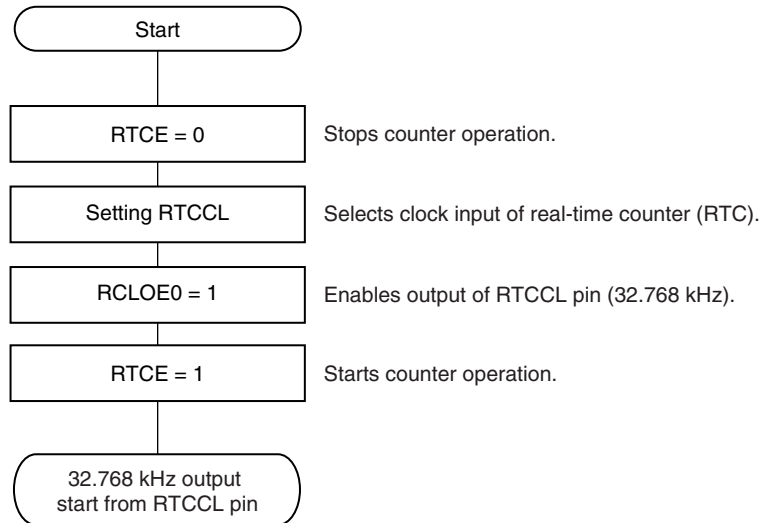 Start
RTCE = 0
Stops counter operation.
Setting RTCCL
Selects clock input of real-time counter (RTC).
RCLOE0 = 1
Enables output of RTCCL pin (32.768 kHz).
RTCE = 1
Starts counter operation.
32.768 kHz output
start from RTCCL pin